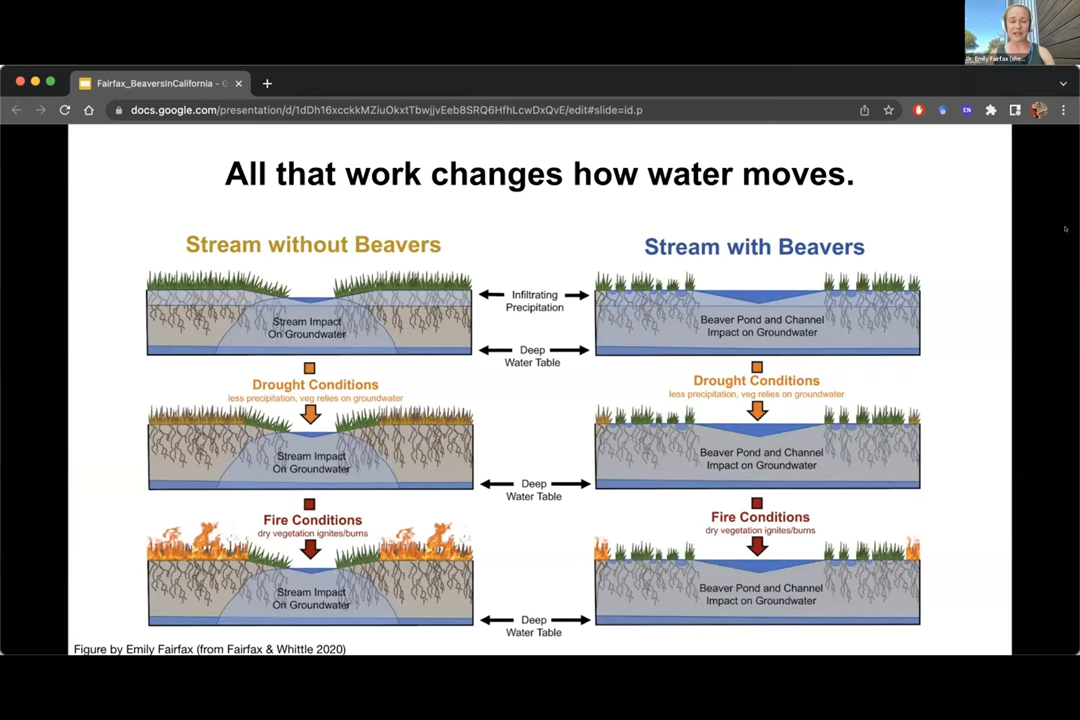 Dr. Emily Fairfax (she...
Fairfax_BeaversInCalifornia - G
docs.google.com/presentation/d/1dDh16xcckkMZiuOkxtTbwjjvEeb8SRQ6HfhLcwDxQvE/edit#slide=id.p
EN
All that work changes how water moves.
Stream without Beavers
Stream with Beavers
Infiltrating
Precipitation
Stream Impact
On Groundwater
Beaver Pond and Channel
Impact on Groundwater
Deep
Water Table
Drought Conditions
less precipitation, veg relies on groundwater
Drought Conditions
less precipitation, veg relies on groundwater
Stream Impact
On Groundwater
Beaver Pond and Channel
Impact on Groundwater
Deep
Water Table
Fire Conditions
dry vegetation ignites/burns
Fire Conditions
dry vegetation ignites/burns
Stream Impact
On Groundwater
Beaver Pond and Channel
Impact on Groundwater
Deep
Water Table
Figure by Emily Fairfax (from Fairfax & Whittle 2020)